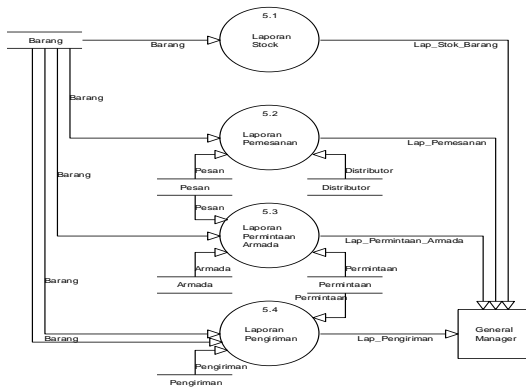 5.1
Barang
Laporan
Stock
Barang
Lap_Stok_Barang
Barang
5.2
Laporan
Pemesanan
Lap_Pemesanan
Pesan
Distributor
Barang
Pesan
Distributor
Pesan
5.3
Laporan
Permintaan
Armada
Lap_Permintaan_Armada
Armada
Permintaan
Barang
Armada
Permintaan
Permintaan
5.4
Laporan
Pengiriman
Barang
Lap_Pengiriman
General
Manager
Pengiriman
Pengiriman